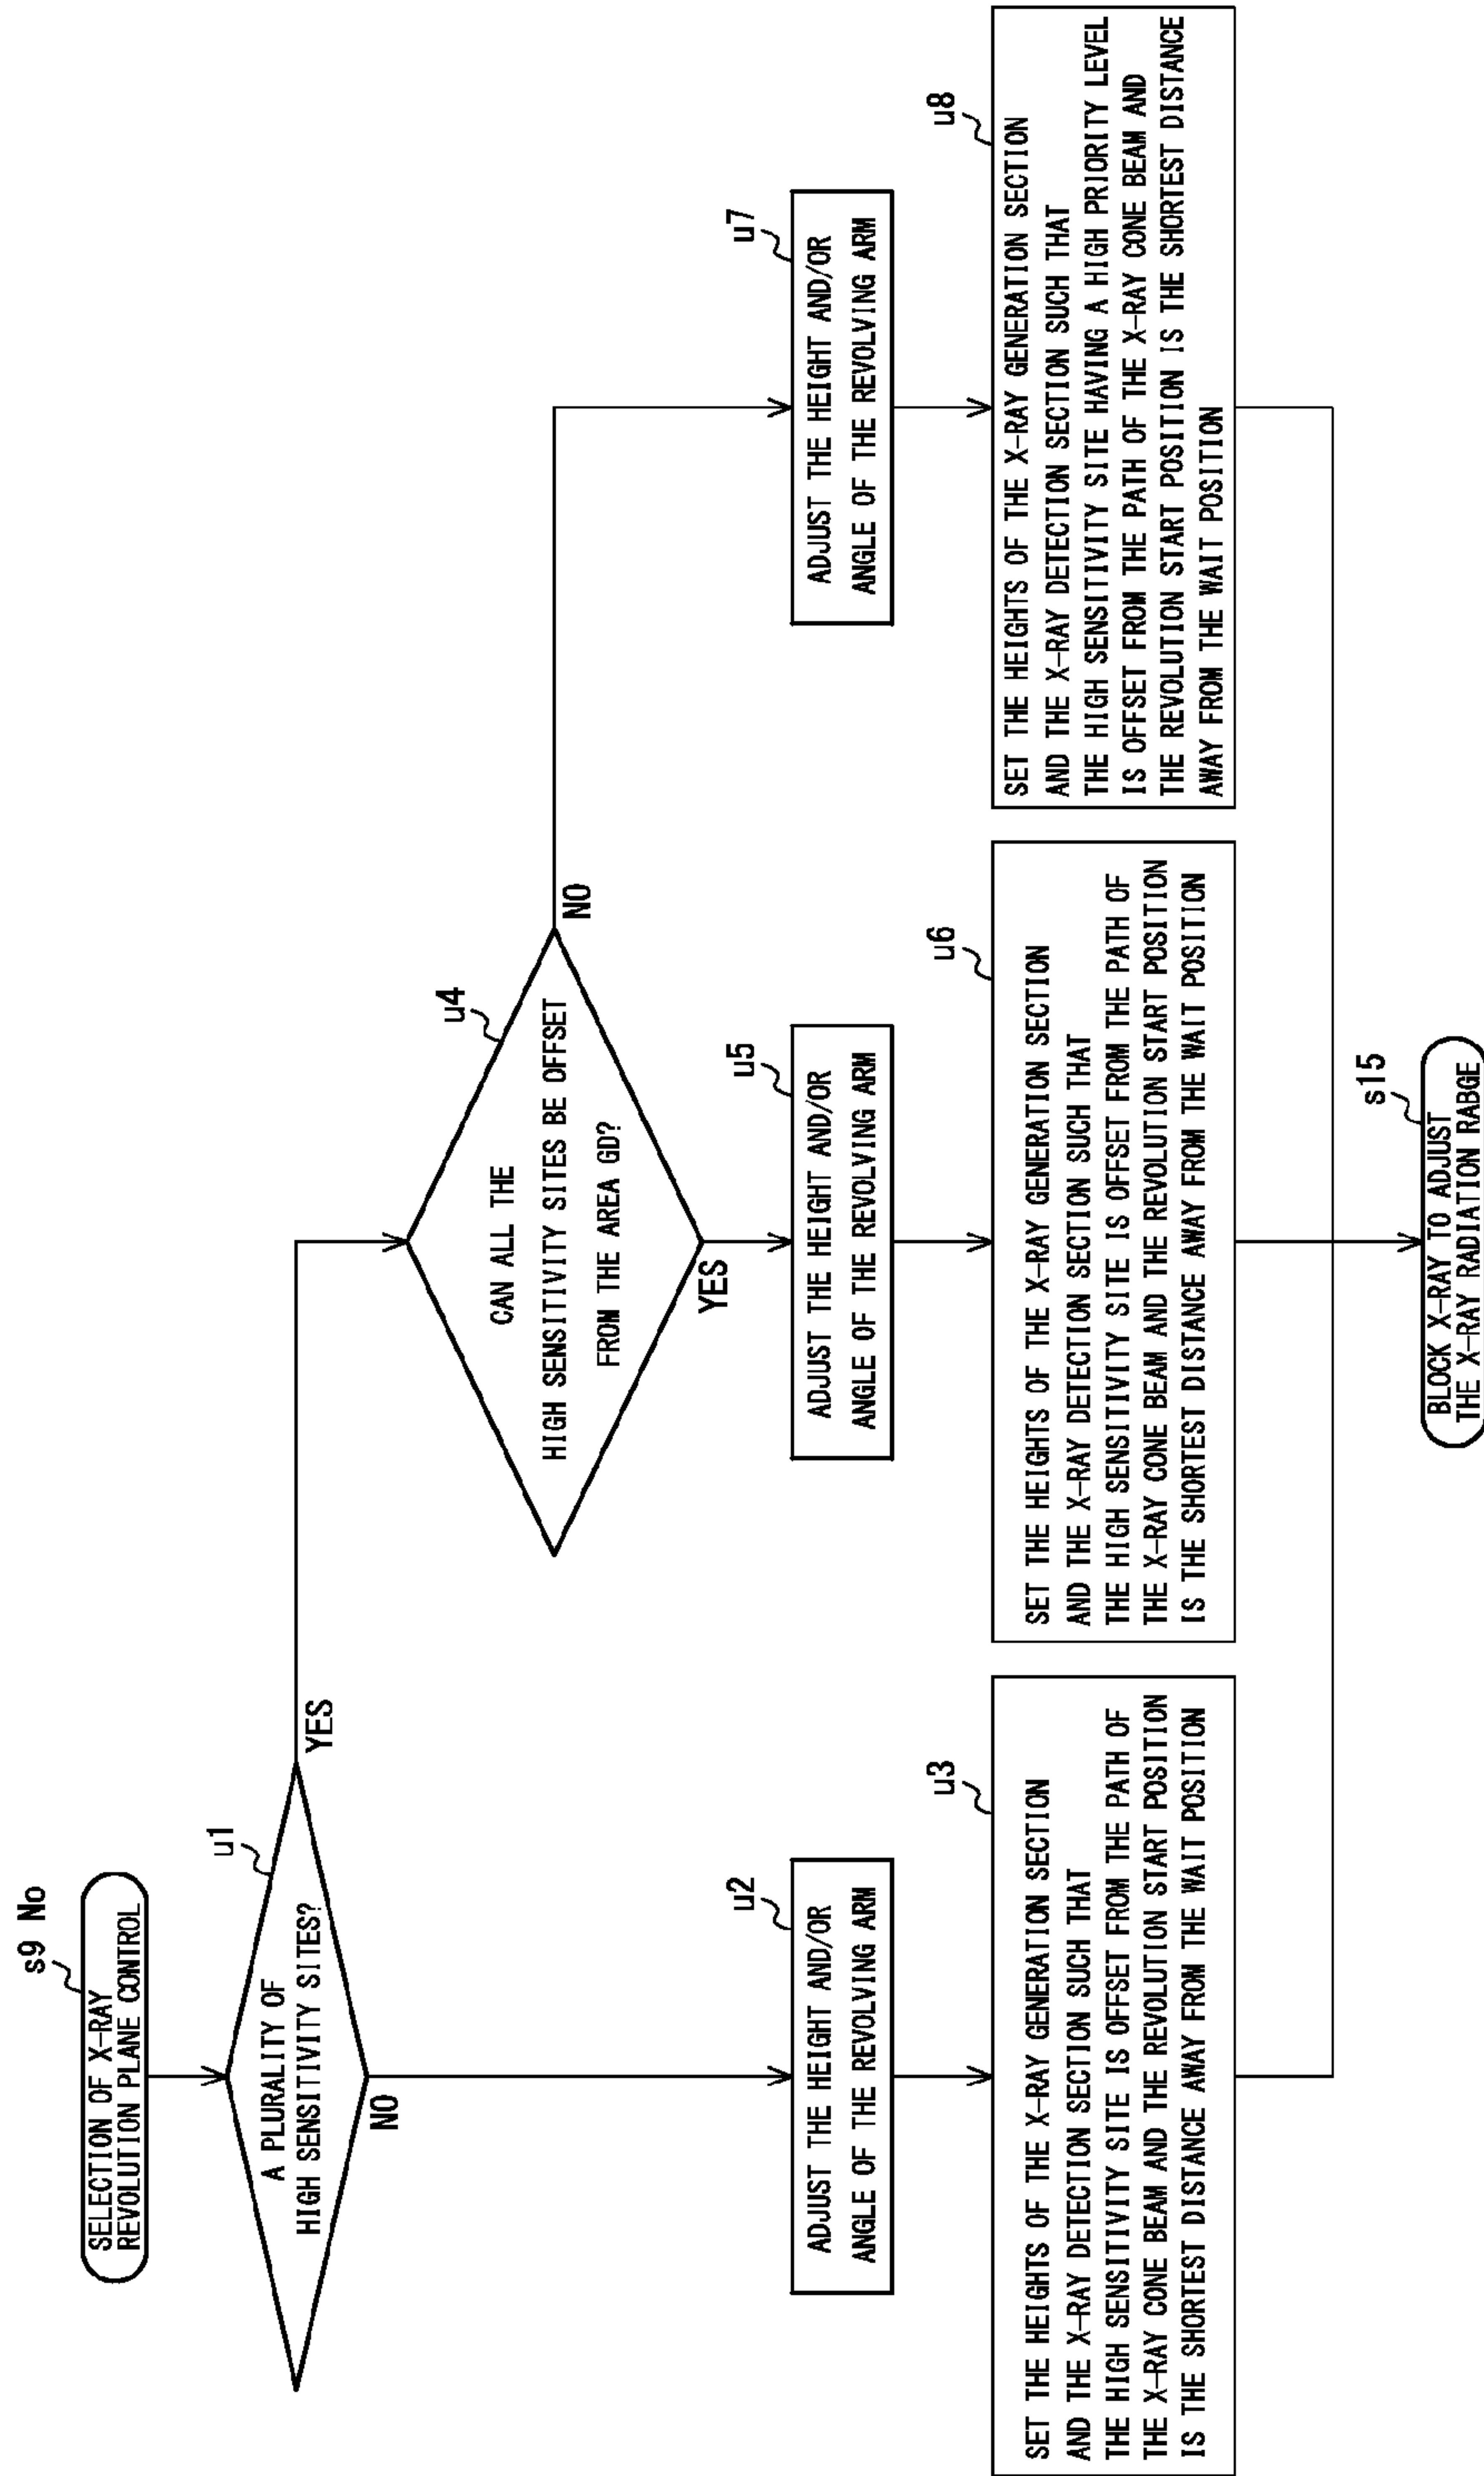 s9 No
SELECTION OF X-RAY
REVOLUTION PLANE CONTROL
u1
A PLURALITY OF
HIGH SENSITIVITY SITES?
YES
NO
u4
CAN ALL THE
HIGH SENSITIVITY SITES BE OFFSET
FROM THE AREA GD?
NO
YES
u2
ADJUST THE HEIGHT AND/OR
ANGLE OF THE REVOLVING ARM
u5
ADJUST THE HEIGHT AND/OR
ANGLE OF THE REVOLVING ARM
u7
ADJUST THE HEIGHT AND/OR
ANGLE OF THE REVOLVING ARM
u3
SET THE HEIGHTS OF THE X-RAY GENERATION SECTION
AND THE X-RAY DETECTION SECTION SUCH THAT
THE HIGH SENSITIVITY SITE IS OFFSET FROM THE PATH OF
THE X-RAY CONE BEAM AND THE REVOLUTION START POSITION
IS THE SHORTEST DISTANCE AWAY FROM THE WAIT POSITION
u6
SET THE HEIGHTS OF THE X-RAY GENERATION SECTION
AND THE X-RAY DETECTION SECTION SUCH THAT
THE HIGH SENSITIVITY SITE IS OFFSET FROM THE PATH OF
THE X-RAY CONE BEAM AND THE REVOLUTION START POSITION
IS THE SHORTEST DISTANCE AWAY FROM THE WAIT POSITION
u8
SET THE HEIGHTS OF THE X-RAY GENERATION SECTION
AND THE X-RAY DETECTION SECTION SUCH THAT
THE HIGH SENSITIVITY SITE HAVING A HIGH PRIORITY LEVEL
IS OFFSET FROM THE PATH OF THE X-RAY CONE BEAM AND
THE REVOLUTION START POSITION IS THE SHORTEST DISTANCE
AWAY FROM THE WAIT POSITION
s15
BLOCK X-RAY TO ADJUST
THE X-RAY RADIATION RABGE